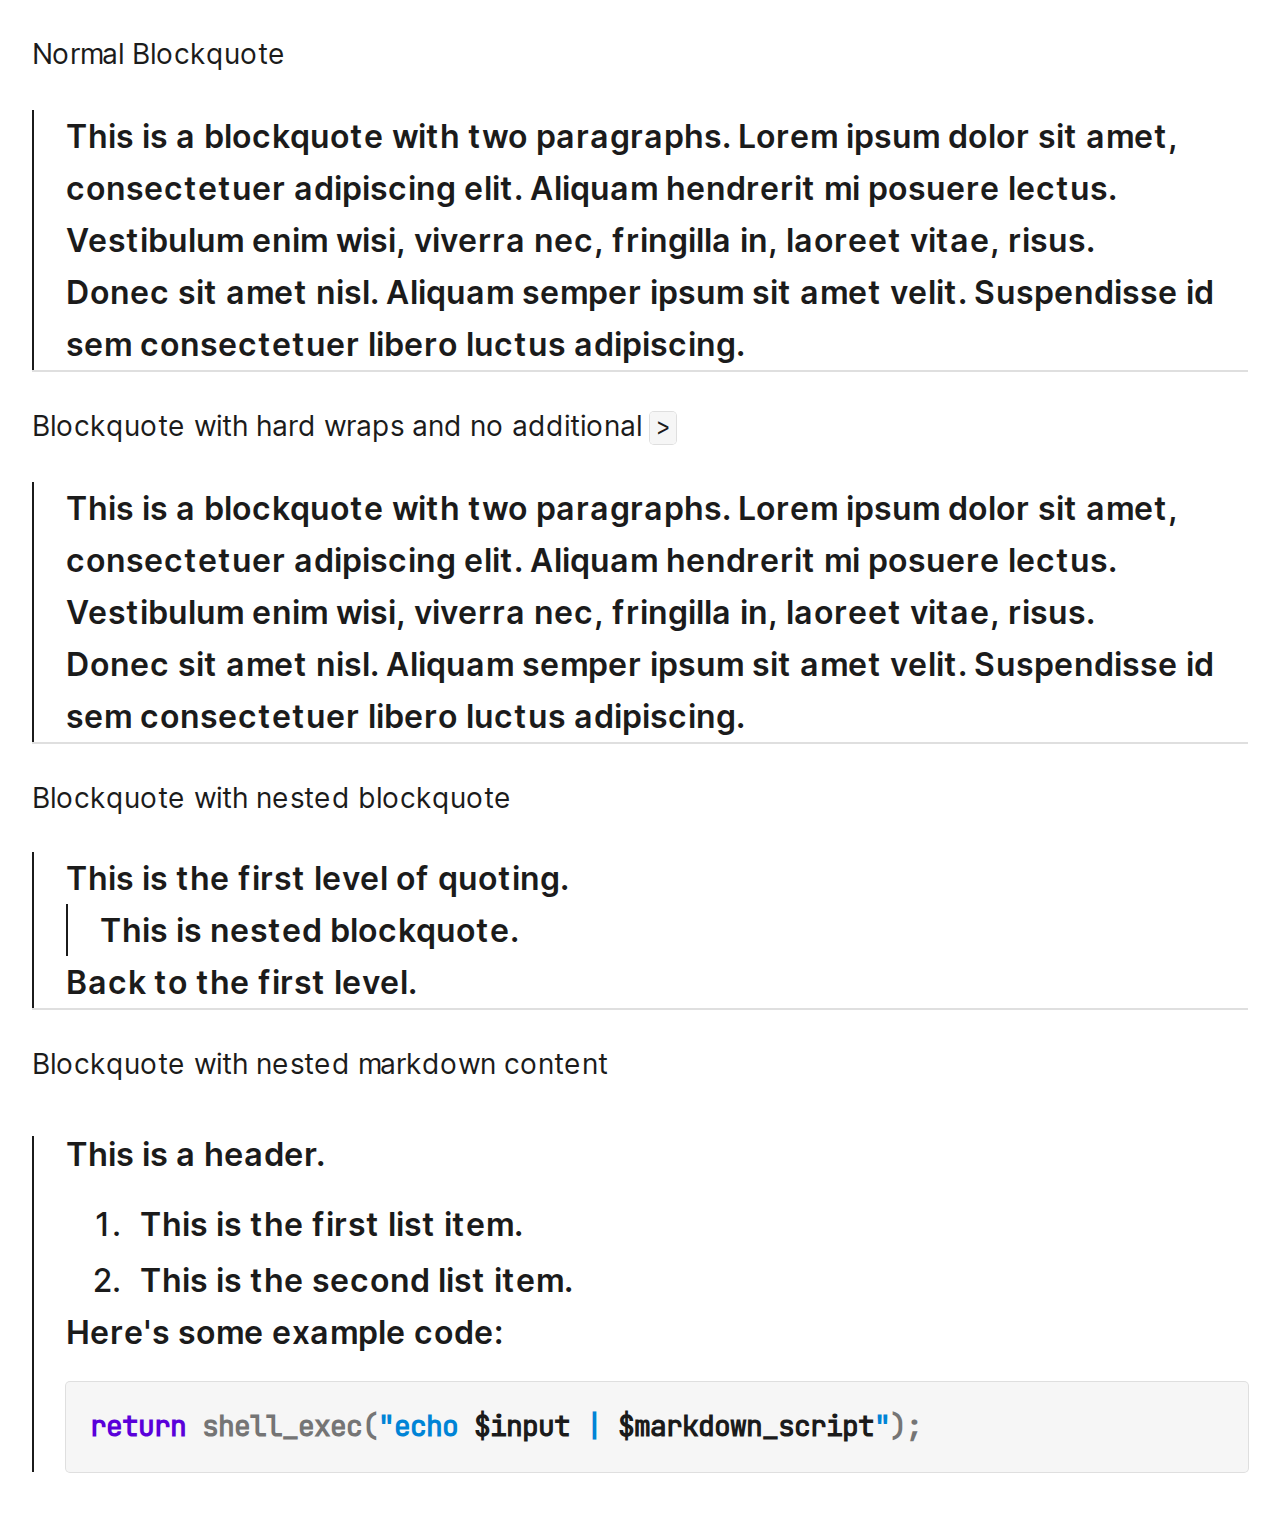 Normal Blockquote
This is a blockquote with two paragraphs. Lorem ipsum dolor sit amet,
consectetuer adipiscing elit. Aliquam hendrerit mi posuere lectus.
Vestibulum enim wisi, viverra nec, fringilla in, laoreet vitae, risus.
Donec sit amet nisl. Aliquam semper ipsum sit amet velit. Suspendisse id
sem consectetuer libero luctus adipiscing.
Blockquote with hard wraps and no additional >
This is a blockquote with two paragraphs. Lorem ipsum dolor sit amet,
consectetuer adipiscing elit. Aliquam hendrerit mi posuere lectus.
Vestibulum enim wisi, viverra nec, fringilla in, laoreet vitae, risus.
Donec sit amet nisl. Aliquam semper ipsum sit amet velit. Suspendisse id
sem consectetuer libero luctus adipiscing.
Blockquote with nested blockquote
This is the first level of quoting.
This is nested blockquote.
Back to the first level.
Blockquote with nested markdown content
This is a header.
1. This is the first list item.
2. This is the second list item.
Here's some example code:
return shell_exec("echo $input | $markdown_script");